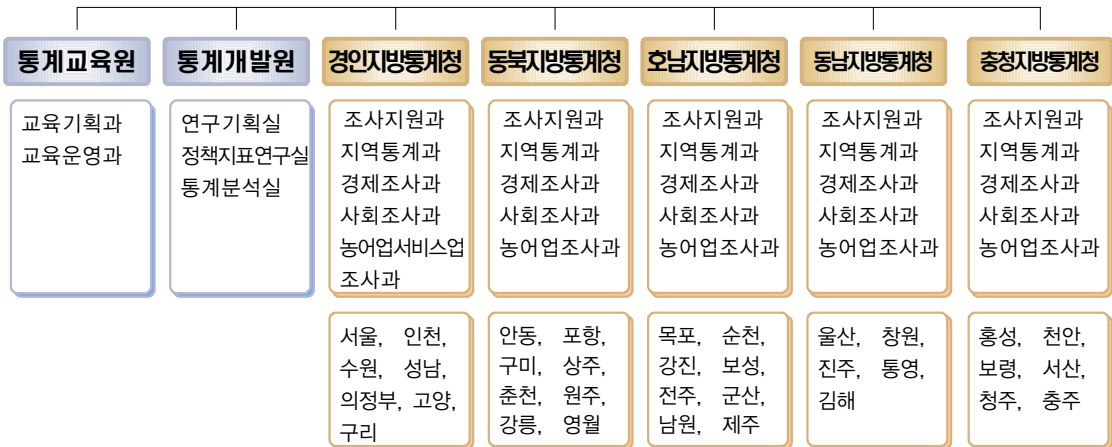 통계교육원
교육기획과
교육운영과
통계개발원
연구기획실
정책지표연구실
통계분석실
경인지방통계청
조사지원과
지역통계과
경제조사과
사회조사과
농어업서비스업
조사과
서울, 인천,
수원, 성남,
의정부, 고양,
구리
동북지방통계청
조사지원과
지역통계과
경제조사과
사회조사과
농어업조사과
안동, 포항,
구미, 상주,
춘천, 원주,
강릉, 영월
호남지방통계청
조사지원과
지역통계과
경제조사과
사회조사과
농어업조사과
목포, 순천,
강진, 보성,
전주, 군산,
남원, 제주
동남지방통계청
조사지원과
지역통계과
경제조사과
사회조사과
농어업조사과
울산, 창원,
진주, 통영,
김해
충청지방통계청
조사지원과
지역통계과
경제조사과
사회조사과
농어업조사과
홍성, 천안,
보령, 서산,
청주, 충주